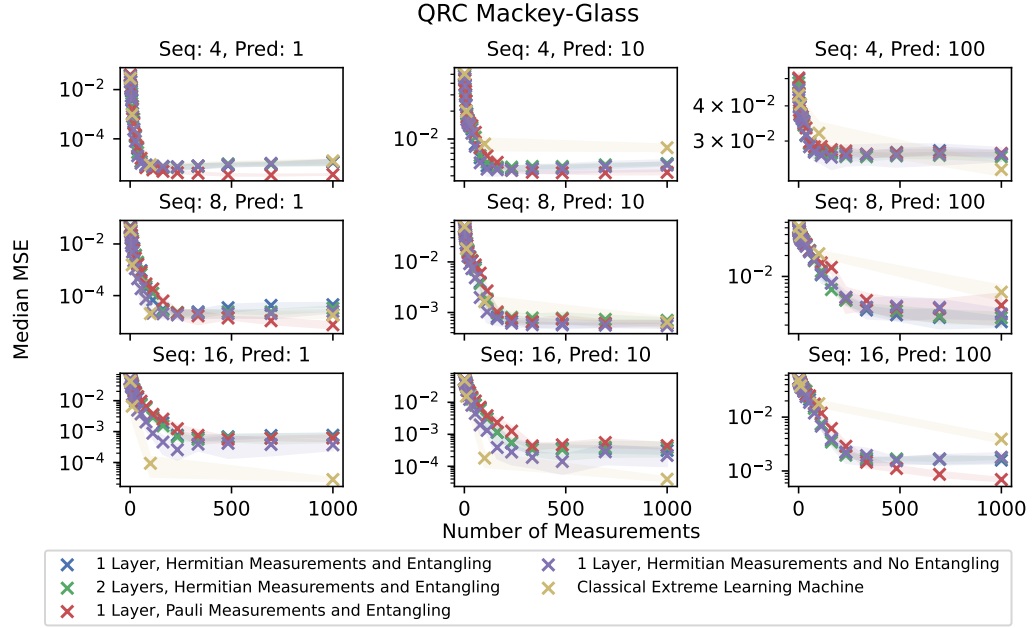 QRC Mackey-Glass
Seq: 4, Pred: 1
Seq: 4, Pred: 10
Seq: 4, Pred: 100
10⁻²
10⁻⁴
10⁻²
4 × 10⁻²
3 × 10⁻²
Seq: 8, Pred: 1
Seq: 8, Pred: 10
Seq: 8, Pred: 100
10⁻²
10⁻⁴
10⁻²
10⁻³
10⁻²
Median MSE
Seq: 16, Pred: 1
Seq: 16, Pred: 10
Seq: 16, Pred: 100
10⁻²
10⁻³
10⁻⁴
10⁻²
10⁻³
10⁻⁴
10⁻²
10⁻³
0 500 1000
0 500 1000
0 500 1000
Number of Measurements
1 Layer, Hermitian Measurements and Entangling
2 Layers, Hermitian Measurements and Entangling
1 Layer, Pauli Measurements and Entangling
1 Layer, Hermitian Measurements and No Entangling
Classical Extreme Learning Machine